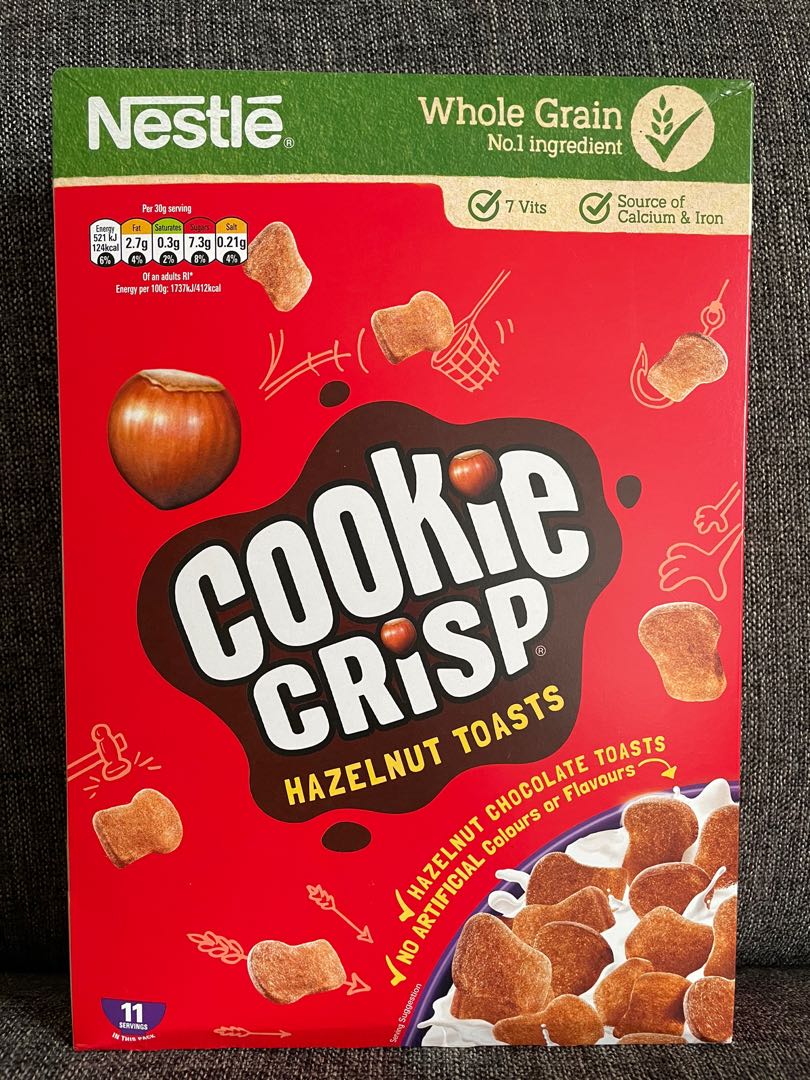 Nestlé®
Whole Grain
No.1 ingredient
7 Vits
Source of
Calcium & Iron
Per 30g serving
Energy
521 kJ
124kcal
6%
Fat
2.7g
4%
Saturates
0.3g
2%
Sugars
7.3g
8%
Salt
0.21g
4%
Of an adults RI*
Energy per 100g: 1737kJ/412kcal
COOKiE
CRiSP®
HAZELNUT TOASTS
HAZELNUT CHOCOLATE TOASTS
NO ARTIFICIAL Colours or Flavours
Serving Suggestion
11
SERVINGS
IN THIS PACK